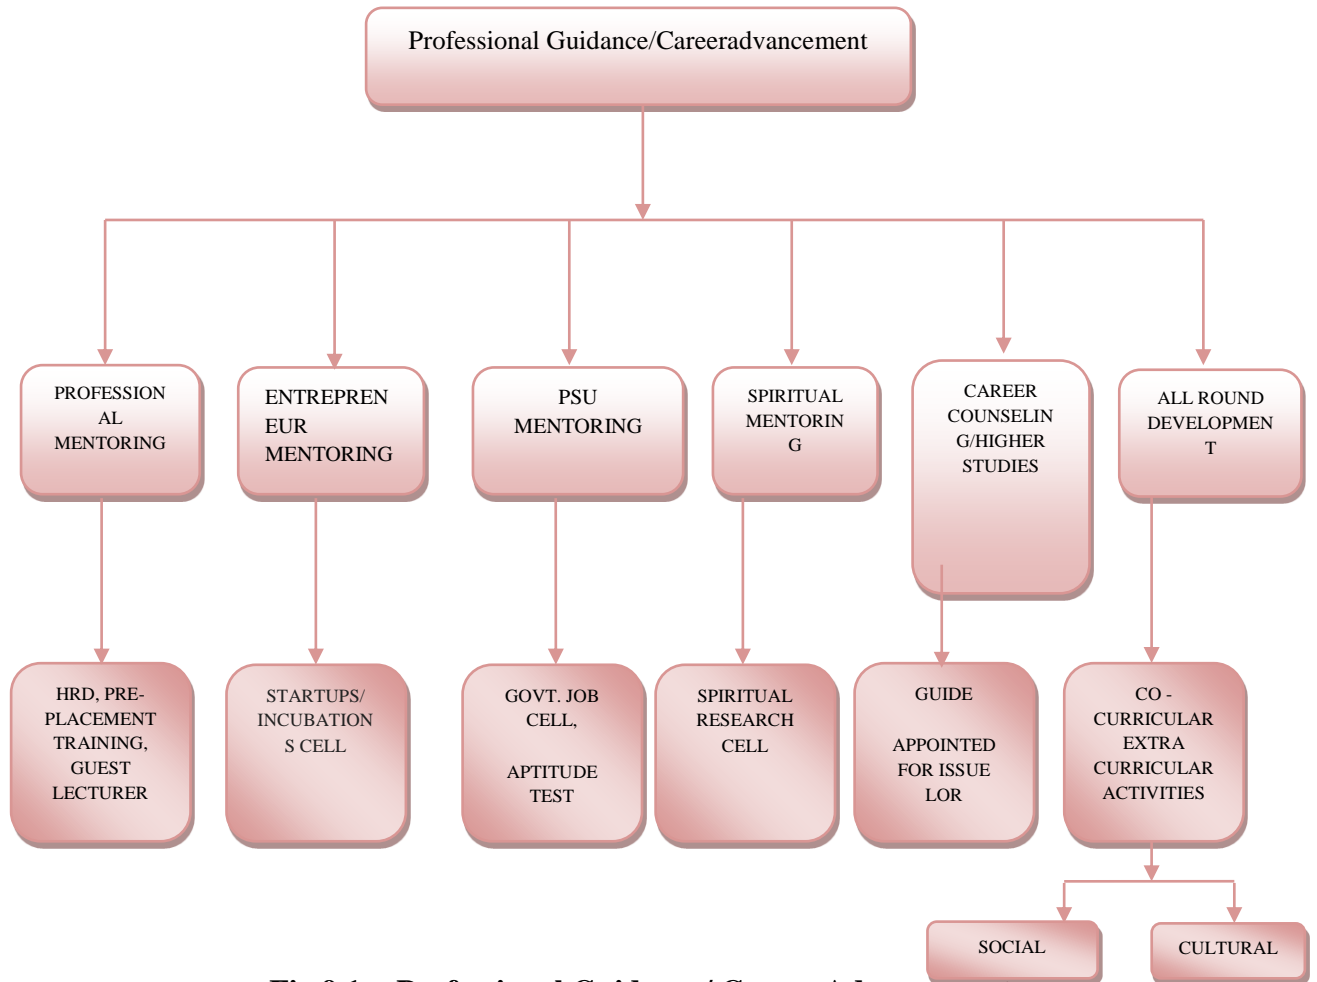 Professional Guidance/Careeradvancement
PROFESSION
AL
MENTORING
ENTREPREN
EUR
MENTORING
PSU
MENTORING
SPIRITUAL
MENTORIN
G
CAREER
COUNSELIN
G/HIGHER
STUDIES
ALL ROUND
DEVELOPMEN
T
HRD, PRE-
PLACEMENT
TRAINING,
GUEST
LECTURER
STARTUPS/
INCUBATION
S CELL
GOVT. JOB
CELL,
APTITUDE
TEST
SPIRITUAL
RESEARCH
CELL
GUIDE
APPOINTED
FOR ISSUE
LOR
CO -
CURRICULAR
EXTRA
CURRICULAR
ACTIVITIES
SOCIAL
CULTURAL